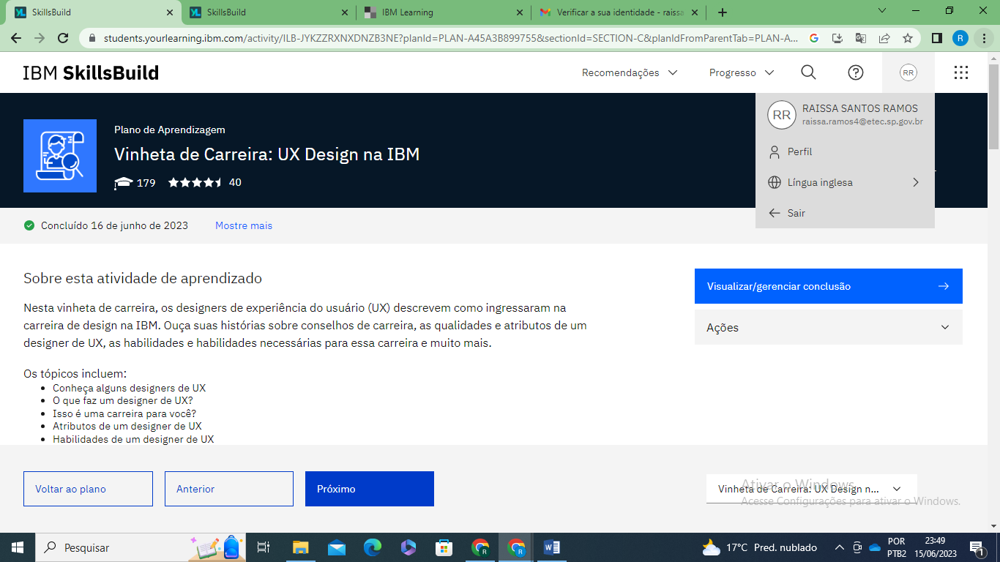 SkillsBuild
SkillsBuild
IBM Learning
Verificar a sua identidade - raissa
students.yourlearning.ibm.com/activity/ILB-JYKZZRXNXDNZB3NE?planId=PLAN-A45A3B899755&sectionId=SECTION-C&planIdFromParentTab=PLAN-A...
R
IBM SkillsBuild
Recomendações
Progresso
RR
RR
RAISSA SANTOS RAMOS
raissa.ramos4@etec.sp.gov.br
Perfil
Língua inglesa
Sair
Plano de Aprendizagem
Vinheta de Carreira: UX Design na IBM
179
40
Concluído 16 de junho de 2023
Mostre mais
Sobre esta atividade de aprendizado
Nesta vinheta de carreira, os designers de experiência do usuário (UX) descrevem como ingressaram na
carreira de design na IBM. Ouça suas histórias sobre conselhos de carreira, as qualidades e atributos de um
designer de UX, as habilidades e habilidades necessárias para essa carreira e muito mais.
Os tópicos incluem:
• Conheça alguns designers de UX
• O que faz um designer de UX?
• Isso é uma carreira para você?
• Atributos de um designer de UX
• Habilidades de um designer de UX
Visualizar/gerenciar conclusão
Ações
Voltar ao plano
Anterior
Próximo
Vinheta de Carreira: UX Design n...
Ativar o Windows
Acesse Configurações para ativar o Windows.
Pesquisar
17°C Pred. nublado
POR
PTB2
23:49
15/06/2023
1